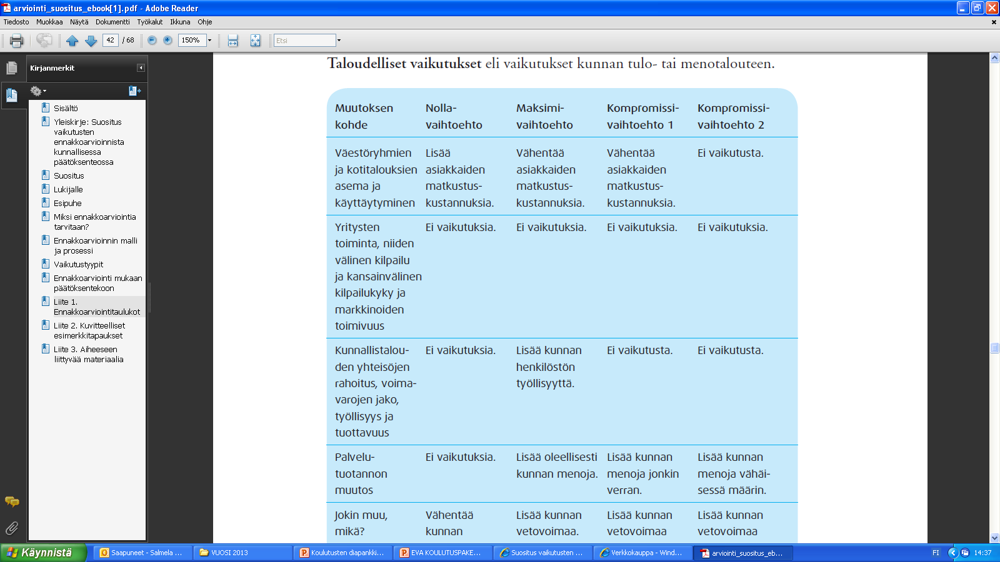 arviointi_suositus_ebook[1].pdf - Adobe Reader
Tiedosto Muokkaa Näytä Dokumentti Työkalut Ikkuna Ohje
42 / 68 150% Etsi
Kirjanmerkit
Sisältö
Yleiskirje: Suositus
vaikutusten
ennakkoarvioinnista
kunnallisessa
päätöksenteossa
Suositus
Lukijalle
Esipuhe
Miksi ennakkoarviointia
tarvitaan?
Ennakkoarvioinnin malli
ja prosessi
Vaikutustyypit
Ennakkoarviointi mukaan
päätöksentekoon
Liite 1.
Ennakkoarviointitaulukot
Liite 2. Kuvitteelliset
esimerkkitapaukset
Liite 3. Aiheeseen
liittyvää materiaalia
Taloudelliset vaikutukset eli vaikutukset kunnan tulo- tai menotalouteen.
Muutoksen Nolla- Maksimi- Kompromissi- Kompromissi-
kohde vaihtoehto vaihtoehto vaihtoehto 1 vaihtoehto 2
Väestöryhmien Lisää Vähentää Vähentää Ei vaikutusta.
ja kotitalouksien asiakkaiden asiakkaiden asiakkaiden
asema ja matkustus- matkustus- matkustus-
käyttäytyminen kustannuksia. kustannuksia. kustannuksia.
Yritysten Ei vaikutuksia. Ei vaikutuksia. Ei vaikutuksia. Ei vaikutuksia.
toiminta, niiden
välinen kilpailu
ja kansainvälinen
kilpailukyky ja
markkinoiden
toimivuus
Kunnallistalou- Ei vaikutuksia. Lisää kunnan Ei vaikutusta. Ei vaikutusta.
den yhteisöjen henkilöstön
rahoitus, voima- työllisyyttä.
varojen jako,
työllisyys ja
tuottavuus
Palvelu- Ei vaikutuksia. Lisää oleellisesti Lisää kunnan Lisää kunnan
tuotannon kunnan menoja. menoja jonkin menoja vähäi-
muutos verran. sessä määrin.
Jokin muu, Vähentää Lisää kunnan Lisää kunnan Lisää kunnan
mikä? kunnan vetovoimaa. vetovoimaa vetovoimaa
Käynnistä Saapuneet - Salmela ... VUOSI 2013 Koulutusten diapankki... EVA KOULUTUSPAKE... Suositus vaikutusten ... Verkkokauppa - Wind... arviointi_suositus_eb... FI 14:37